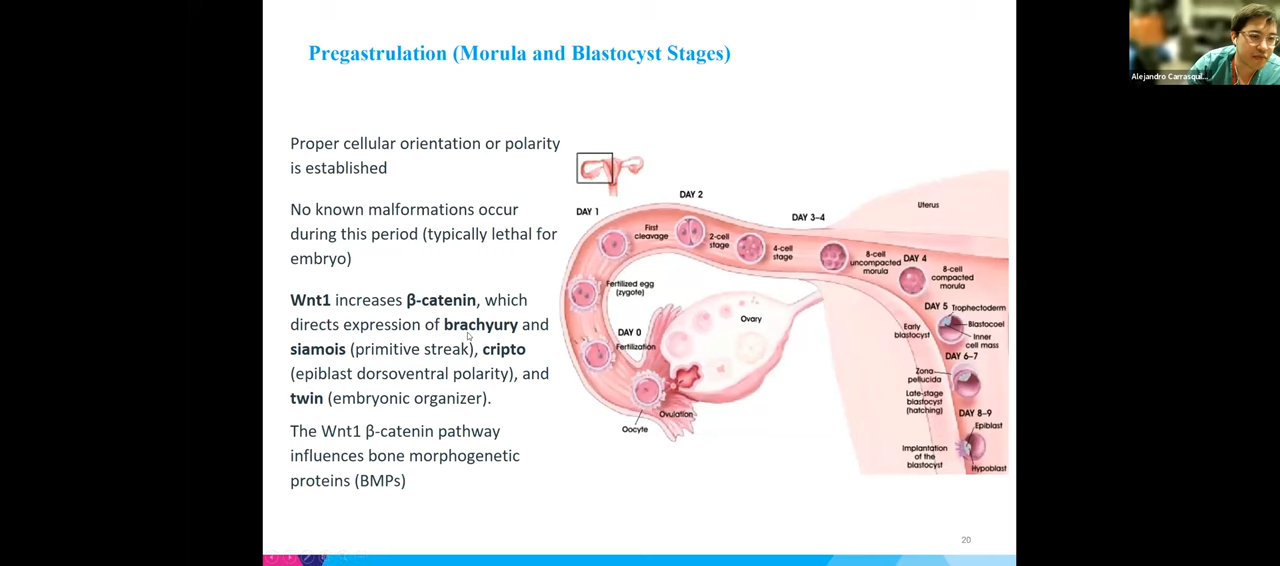 Pregastrulation (Morula and Blastocyst Stages)
Alejandro Carrasqui...
Proper cellular orientation or polarity
is established
No known malformations occur
during this period (typically lethal for
embryo)
Wnt1 increases β-catenin, which
directs expression of brachyury and
siamois (primitive streak), cripto
(epiblast dorsoventral polarity), and
twin (embryonic organizer).
The Wnt1 β-catenin pathway
influences bone morphogenetic
proteins (BMPs)
DAY 0
Fertilization
Oocyte
Ovulation
Ovary
Fertilized egg
(zygote)
DAY 1
First
cleavage
DAY 2
2-cell
stage
4-cell
stage
DAY 3–4
Uterus
8-cell
uncompacted
morula
DAY 4
8-cell
compacted
morula
DAY 5
Trophectoderm
Early
blastocyst
Blastocoel
Inner
cell mass
DAY 6–7
Zona
pellucida
Late-stage
blastocyst
(hatching)
DAY 8–9
Epiblast
Implantation
of the
blastocyst
Hypoblast
20